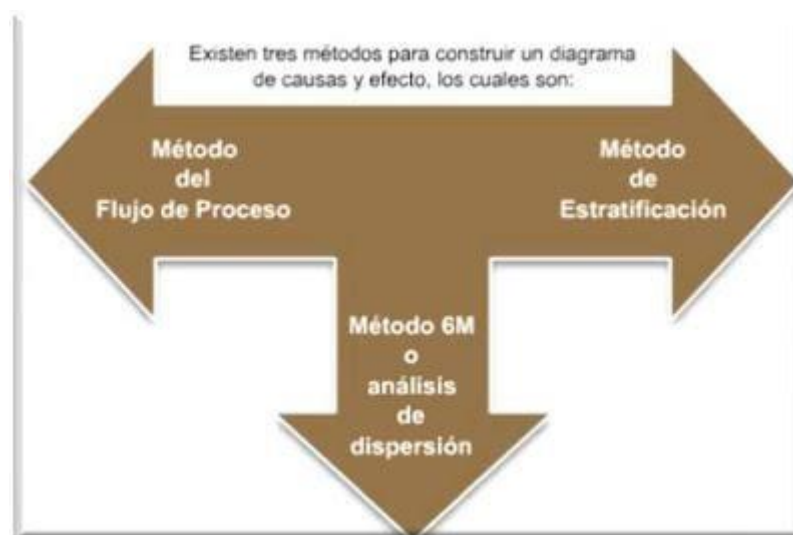 Existen tres métodos para construir un diagrama
de causas y efecto, los cuales son:
Método
del
Flujo de Proceso
Método
de
Estratificación
Método 6M
o
análisis
de
dispersión